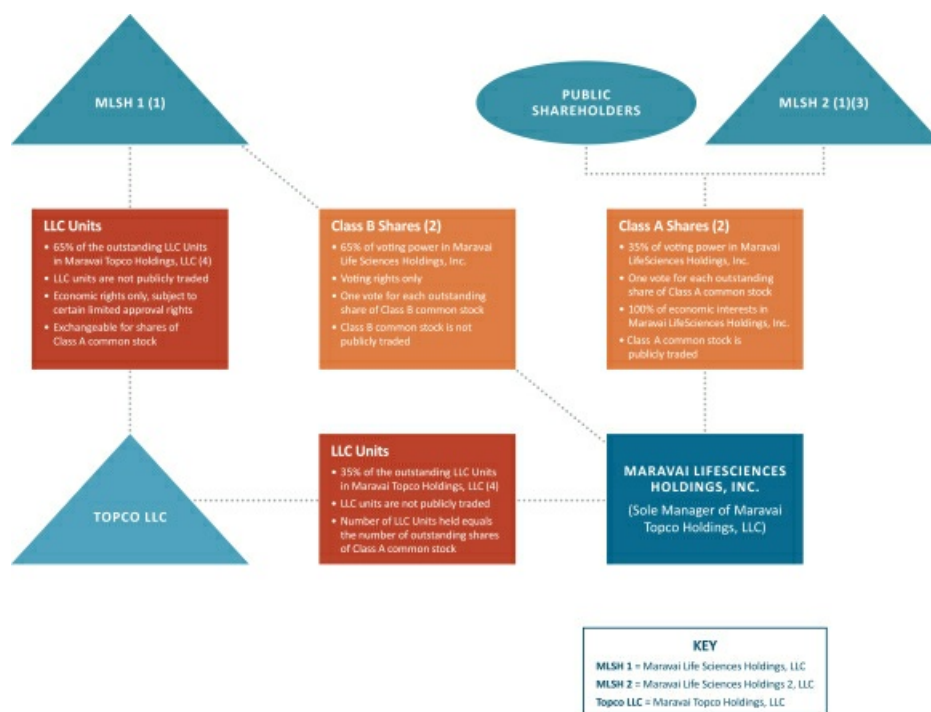 MLSH 1 (1)
PUBLIC
SHAREHOLDERS
MLSH 2 (1)(3)
LLC Units
• 65% of the outstanding LLC Units
in Maravai Topco Holdings, LLC (4)
• LLC units are not publicly traded
• Economic rights only, subject to
certain limited approval rights
• Exchangeable for shares of
Class A common stock
Class B Shares (2)
• 65% of voting power in Maravai
Life Sciences Holdings, Inc.
• Voting rights only
• One vote for each outstanding
share of Class B common stock
• Class B common stock is not
publicly traded
Class A Shares (2)
• 35% of voting power in Maravai
LifeSciences Holdings, Inc.
• One vote for each outstanding
share of Class A common stock
• 100% of economic interests in
Maravai LifeSciences Holdings, Inc.
• Class A common stock is
publicly traded
TOPCO LLC
LLC Units
• 35% of the outstanding LLC Units
in Maravai Topco Holdings, LLC (4)
• LLC units are not publicly traded
• Number of LLC Units held equals
the number of outstanding shares
of Class A common stock
MARAVAI LIFESCIENCES
HOLDINGS, INC.
(Sole Manager of Maravai
Topco Holdings, LLC)
KEY
MLSH 1 = Maravai Life Sciences Holdings, LLC
MLSH 2 = Maravai Life Sciences Holdings 2, LLC
Topco LLC = Maravai Topco Holdings, LLC